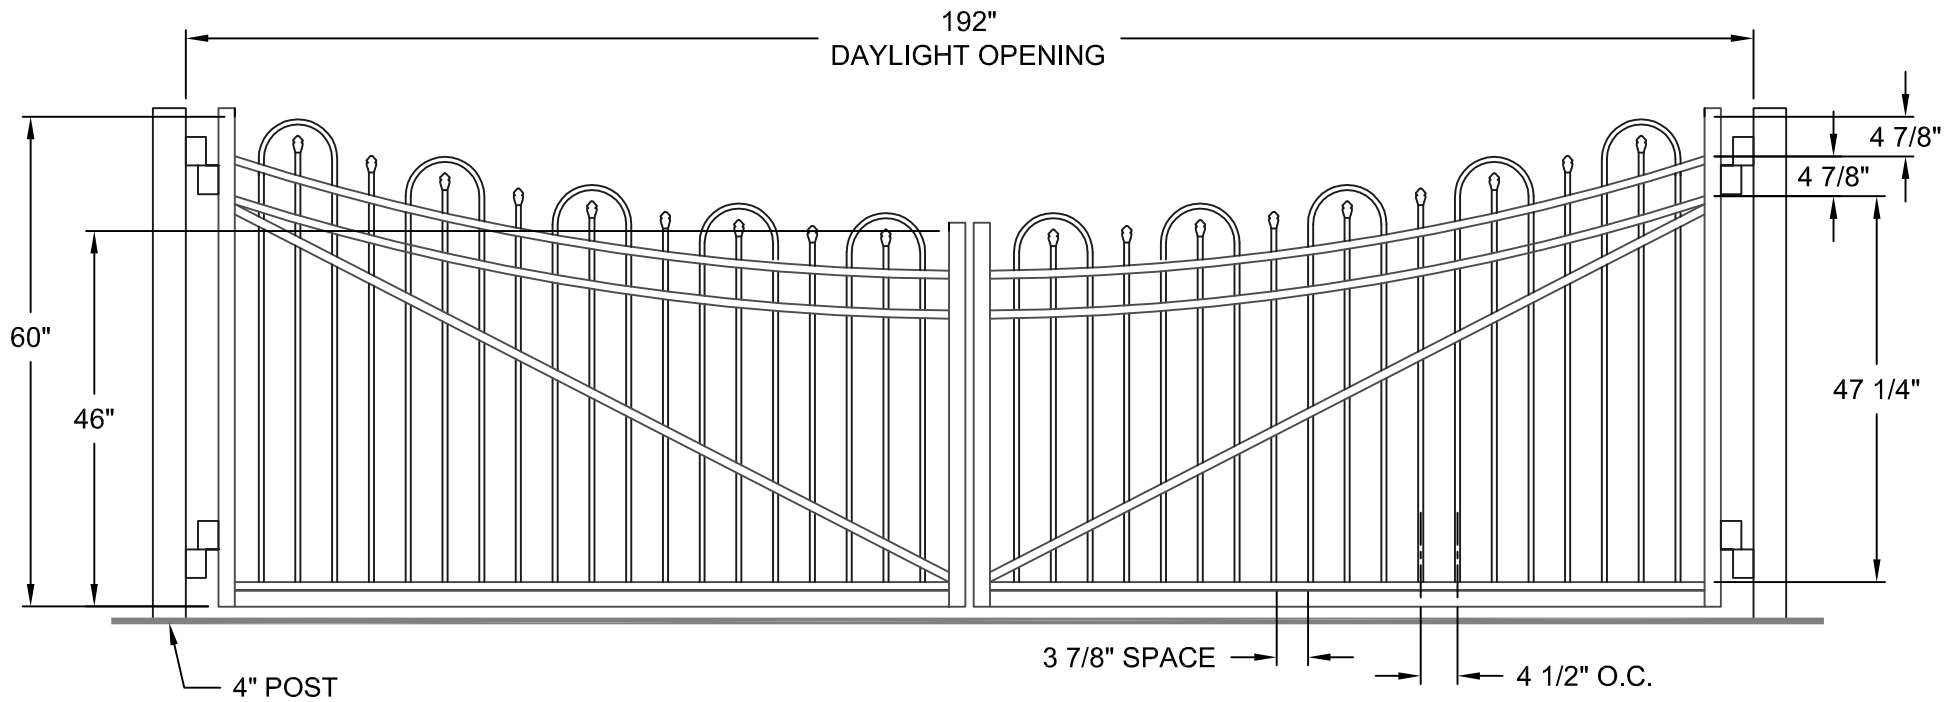 192"
DAYLIGHT OPENING
4 7/8"
4 7/8"
60"
46"
47 1/4"
3 7/8" SPACE
4 1/2" O.C.
4" POST